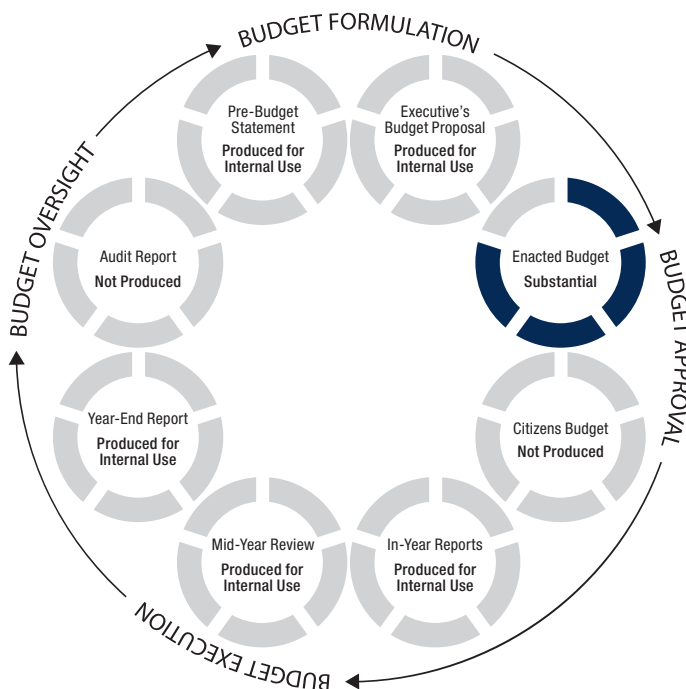 BUDGET FORMULATION
Pre-Budget
Statement
Produced for
Internal Use
Executive's
Budget Proposal
Produced for
Internal Use
BUDGET APPROVAL
Enacted Budget
Substantial
Citizens Budget
Not Produced
In-Year Reports
Produced for
Internal Use
BUDGET EXECUTION
Mid-Year Review
Produced for
Internal Use
Year-End Report
Produced for
Internal Use
BUDGET OVERSIGHT
Audit Report
Not Produced